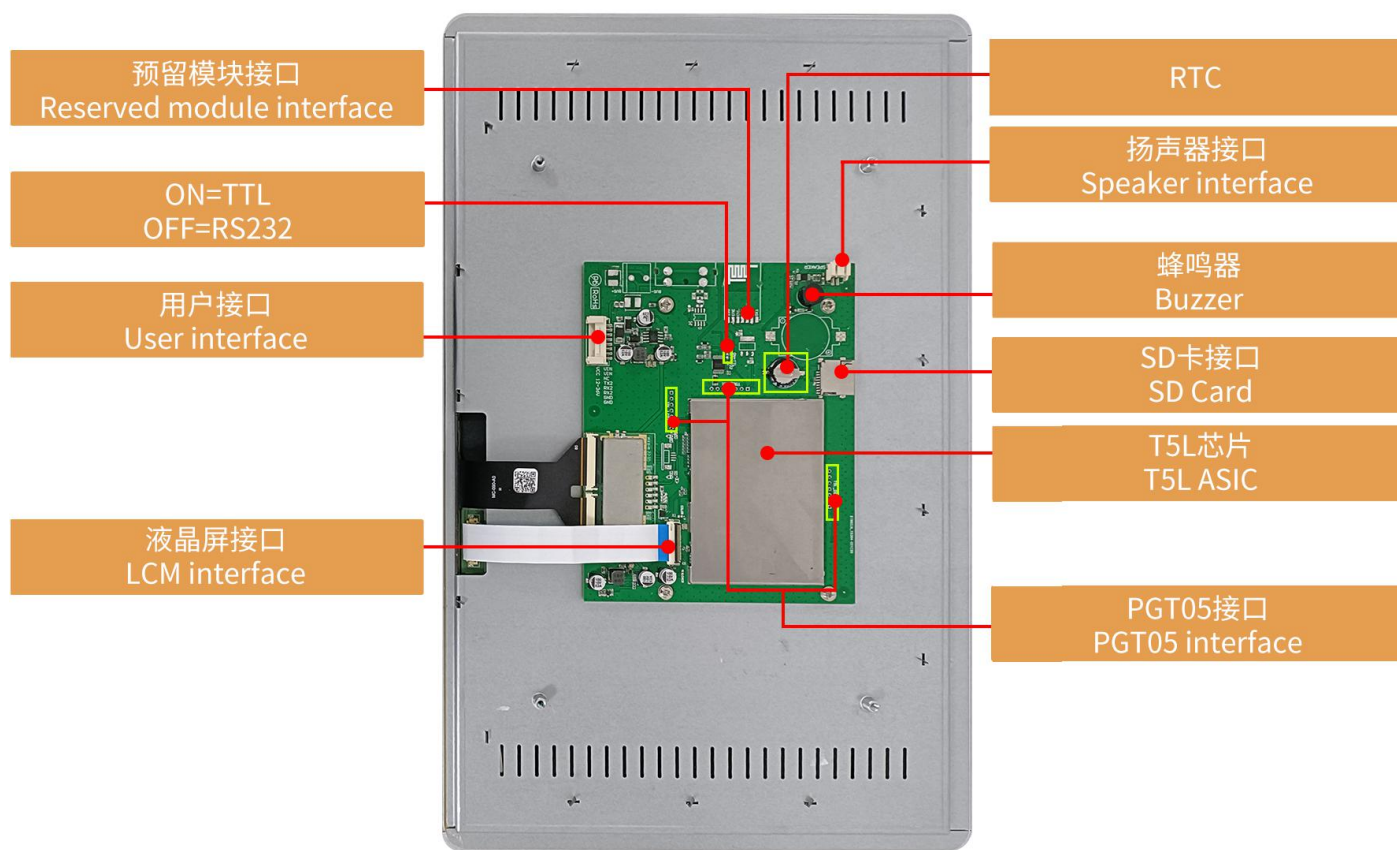 预留模块接口
Reserved module interface
ON=TTL
OFF=RS232
用户接口
User interface
液晶屏接口
LCM interface
RTC
扬声器接口
Speaker interface
蜂鸣器
Buzzer
SD卡接口
SD Card
T5L芯片
T5L ASIC
PGT05接口
PGT05 interface
SPEAKER
RoHS